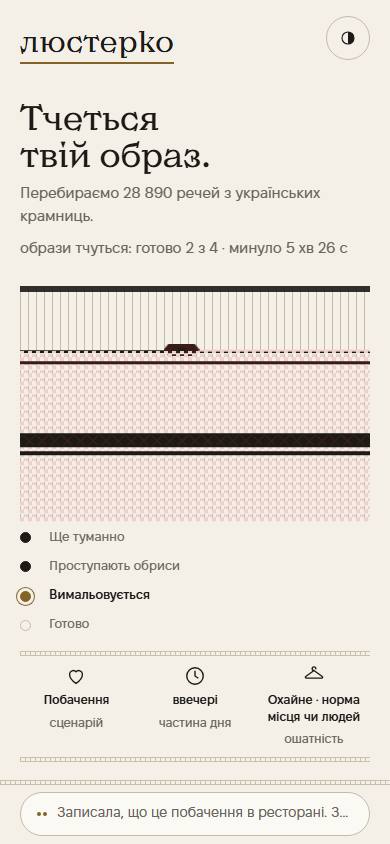 люстерко
Тчеться
твій образ.
Перебираємо 28 890 речей з українських
крамниць.
образи тчуться: готово 2 з 4 · минуло 5 хв 26 с
Ще туманно
Проступають обриси
Вимальовується
Готово
Побачення
сценарій
ввечері
частина дня
Охайне · норма
місця чи людей
ошатність
Записала, що це побачення в ресторані. З...